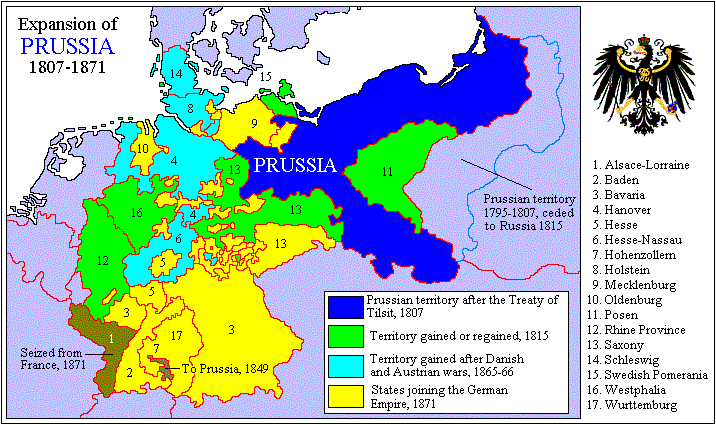 Expansion of
PRUSSIA
1807-1871
14
15
8
9
10
4
PRUSSIA
13
11
16
4
13
6
13
12
5
5
3
1
17
3
7
2
Prussian territory
1795-1807, ceded
to Russia 1815
Seized from
France, 1871
To Prussia, 1849
Prussian territory after the Treaty of
Tilsit, 1807
Territory gained or regained, 1815
Territory gained after Danish
and Austrian wars, 1865-66
States joining the German
Empire, 1871
1. Alsace-Lorraine
2. Baden
3. Bavaria
4. Hanover
5. Hesse
6. Hesse-Nassau
7. Hohenzollern
8. Holstein
9. Mecklenburg
10. Oldenburg
11. Posen
12. Rhine Province
13. Saxony
14. Schleswig
15. Swedish Pomerania
16. Westphalia
17. Wurttemburg